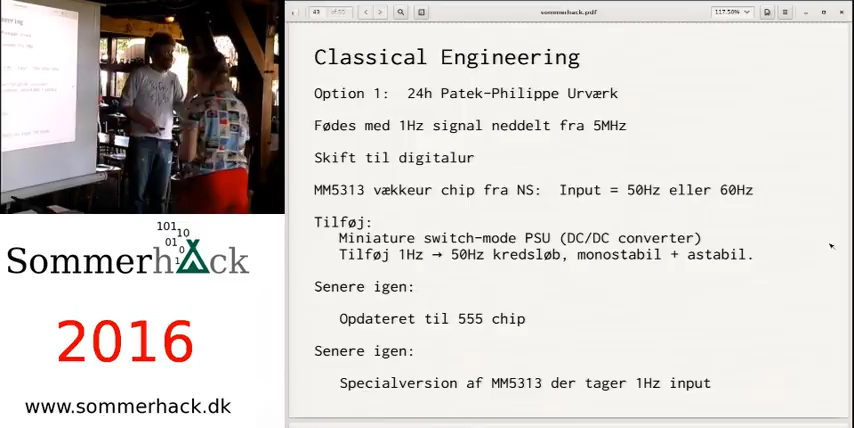 43
sommerhack.pdf
117.50%
Classical Engineering
Option 1:  24h Patek-Philippe Urværk
Fødes med 1Hz signal neddelt fra 5MHz
Skift til digitalur
MM5313 vækkeur chip fra NS:  Input = 50Hz eller 60Hz
Tilføj:
Miniature switch-mode PSU (DC/DC converter)
Tilføj 1Hz → 50Hz kredsløb, monostabil + astabil.
Senere igen:
Opdateret til 555 chip
Senere igen:
Specialversion af MM5313 der tager 1Hz input
101
10
01
0
1
Sommerhack
2016
www.sommerhack.dk